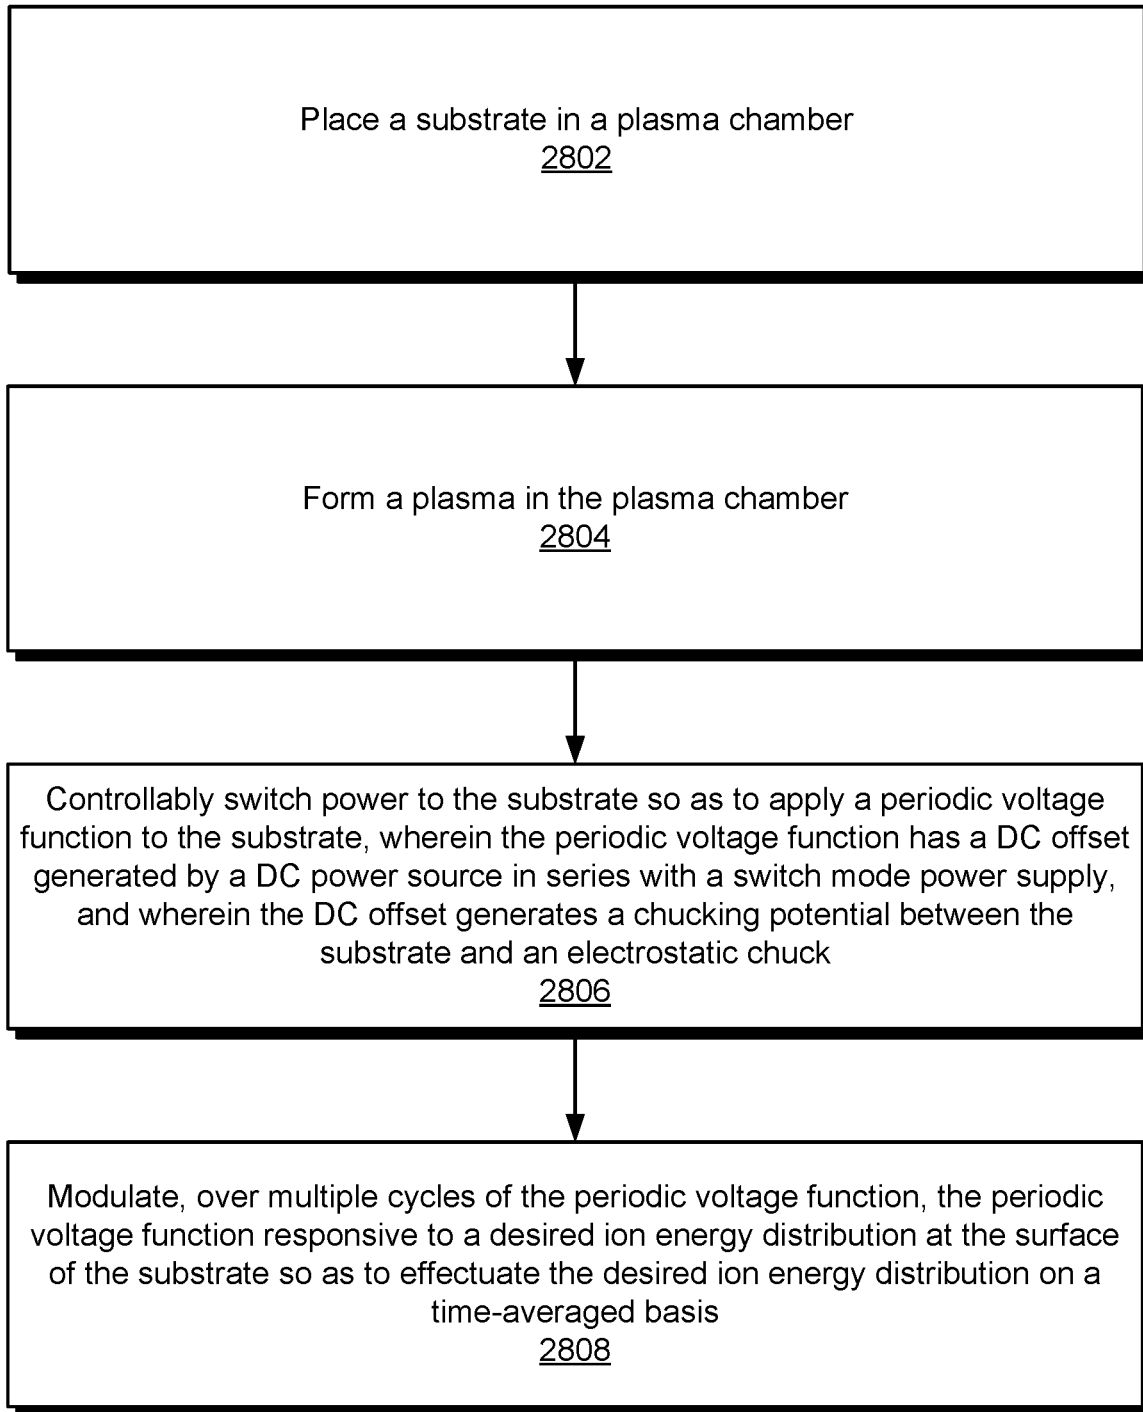 Place a substrate in a plasma chamber
2802
Form a plasma in the plasma chamber
2804
Controllably switch power to the substrate so as to apply a periodic voltage
function to the substrate, wherein the periodic voltage function has a DC offset
generated by a DC power source in series with a switch mode power supply,
and wherein the DC offset generates a chucking potential between the
substrate and an electrostatic chuck
2806
Modulate, over multiple cycles of the periodic voltage function, the periodic
voltage function responsive to a desired ion energy distribution at the surface
of the substrate so as to effectuate the desired ion energy distribution on a
time-averaged basis
2808